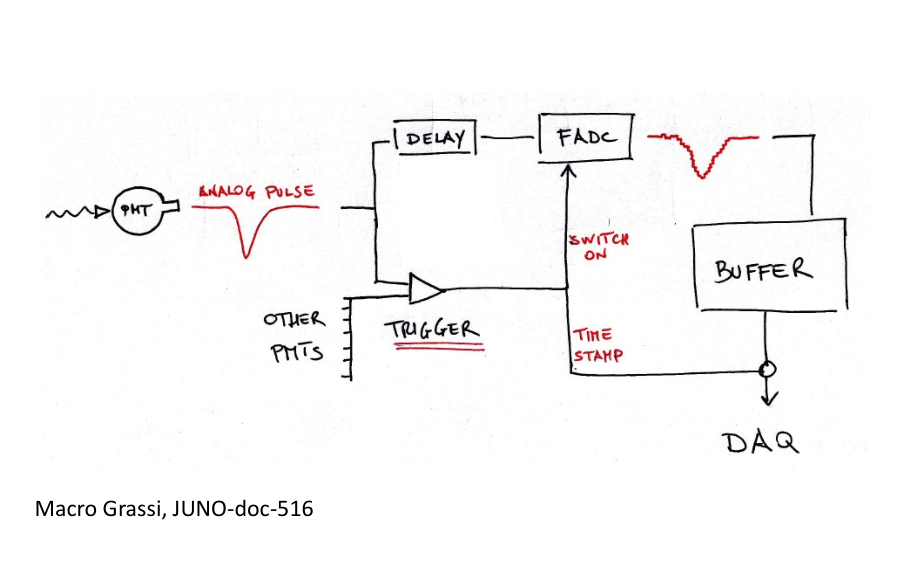 DELAY
FADC
ANALOG PULSE
PMT
SWITCH
ON
BUFFER
OTHER
PMTS
TRIGGER
TIME
STAMP
DAQ
Macro Grassi, JUNO-doc-516